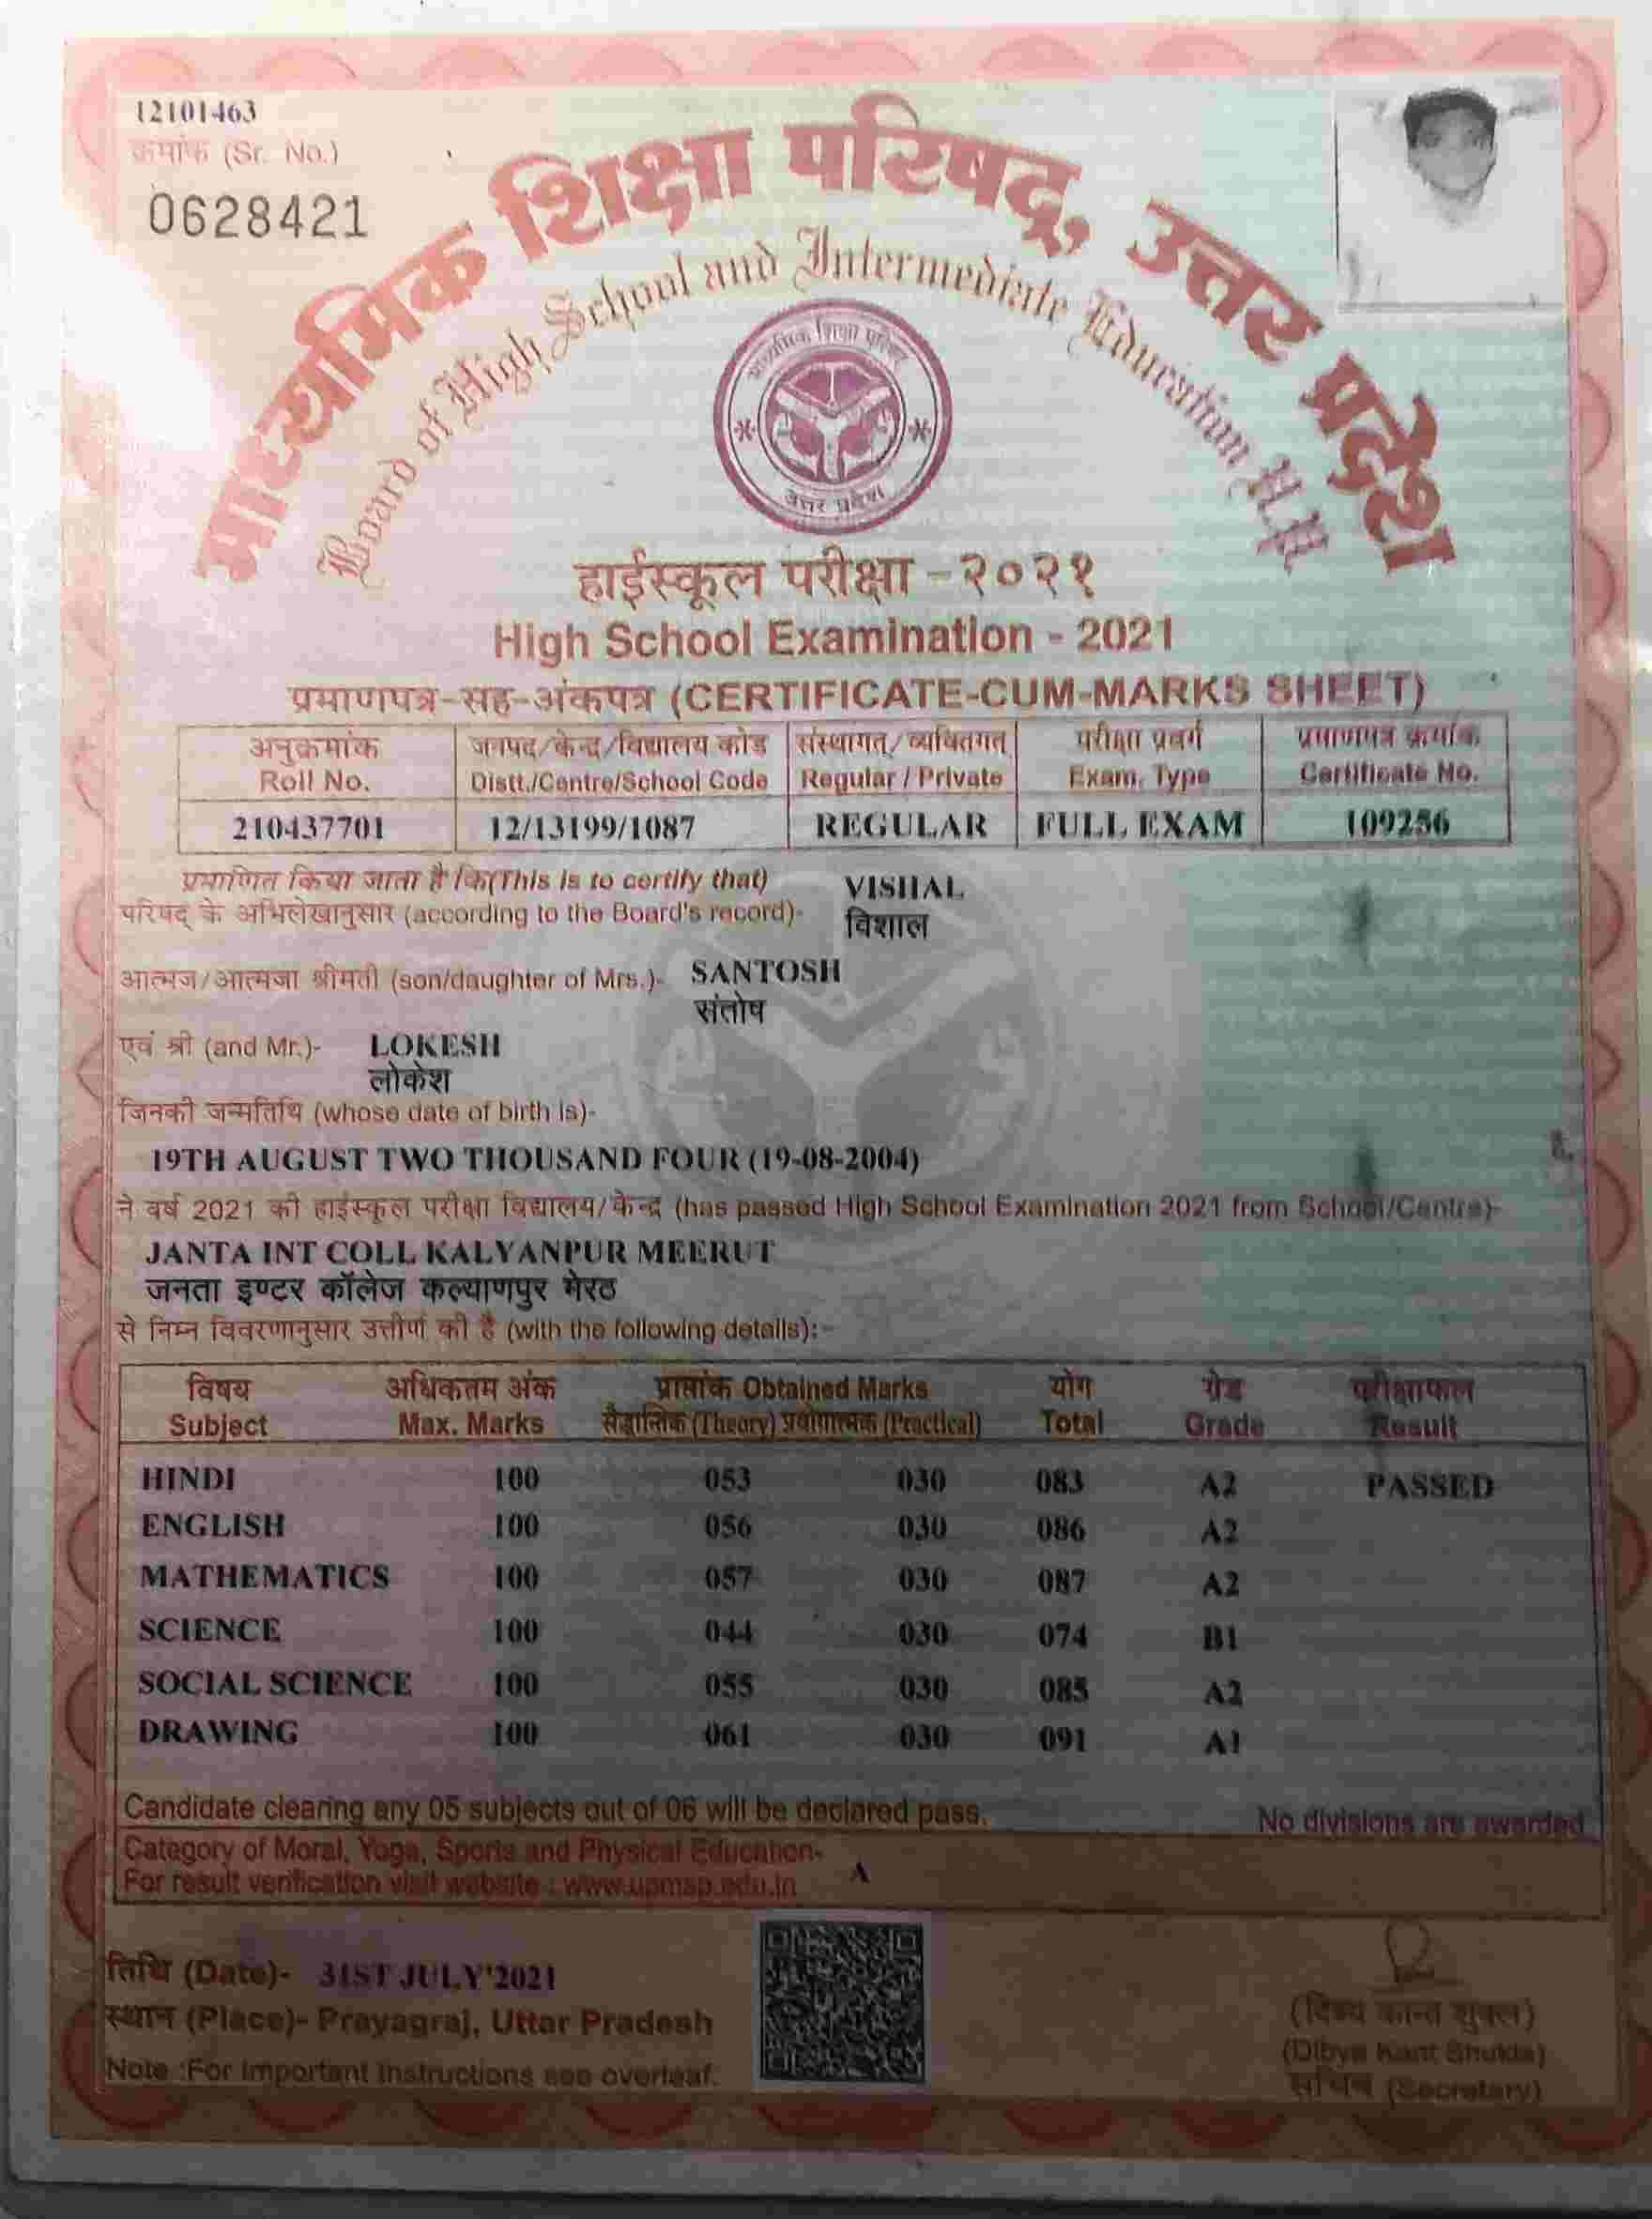 12101463
क्रमांक (Sr. No.)
0628421
माध्यमिक शिक्षा परिषद्, उत्तर प्रदेश
Board of High School and Intermediate Education U.P.
माध्यमिक शिक्षा परिषद्
उत्तर प्रदेश
हाईस्कूल परीक्षा -२०२१
High School Examination - 2021
प्रमाणपत्र-सह-अंकपत्र (CERTIFICATE-CUM-MARKS SHEET)
अनुक्रमांक जनपद/केन्द्र/विद्यालय कोड संस्थागत/व्यक्तिगत परीक्षा प्रवर्ग प्रमाणपत्र क्रमांक
Roll No. Distt./Centre/School Code Regular / Private Exam. Type Certificate No.
210437701 12/13199/1087 REGULAR FULL EXAM 109256
प्रमाणित किया जाता है कि(This is to certify that) VISHAL
परिषद् के अभिलेखानुसार (according to the Board's record)- विशाल
आत्मज/आत्मजा श्रीमती (son/daughter of Mrs.)- SANTOSH
संतोष
एवं श्री (and Mr.)- LOKESH
लोकेश
जिनकी जन्मतिथि (whose date of birth is)-
19TH AUGUST TWO THOUSAND FOUR (19-08-2004)
ने वर्ष 2021 की हाईस्कूल परीक्षा विद्यालय/केन्द्र (has passed High School Examination 2021 from School/Centre)-
JANTA INT COLL KALYANPUR MEERUT
जनता इण्टर कॉलेज कल्याणपुर मेरठ
से निम्न विवरणानुसार उत्तीर्ण की है (with the following details):-
विषय अधिकतम अंक प्राप्तांक Obtained Marks योग ग्रेड परीक्षाफल
Subject Max. Marks सैद्धान्तिक (Theory) प्रयोगात्मक (Practical) Total Grade Result
HINDI 100 053 030 083 A2 PASSED
ENGLISH 100 056 030 086 A2
MATHEMATICS 100 057 030 087 A2
SCIENCE 100 044 030 074 B1
SOCIAL SCIENCE 100 055 030 085 A2
DRAWING 100 061 030 091 A1
Candidate clearing any 05 subjects out of 06 will be declared pass. No divisions are awarded
Category of Moral, Yoga, Sports and Physical Education- A
For result verification visit website : www.upmsp.edu.in
तिथि (Date)- 31ST JULY'2021
स्थान (Place)- Prayagraj, Uttar Pradesh
Note :For important instructions see overleaf.
(दिव्य कान्त शुक्ल)
(Dibya Kant Shukla)
सचिव (Secretary)